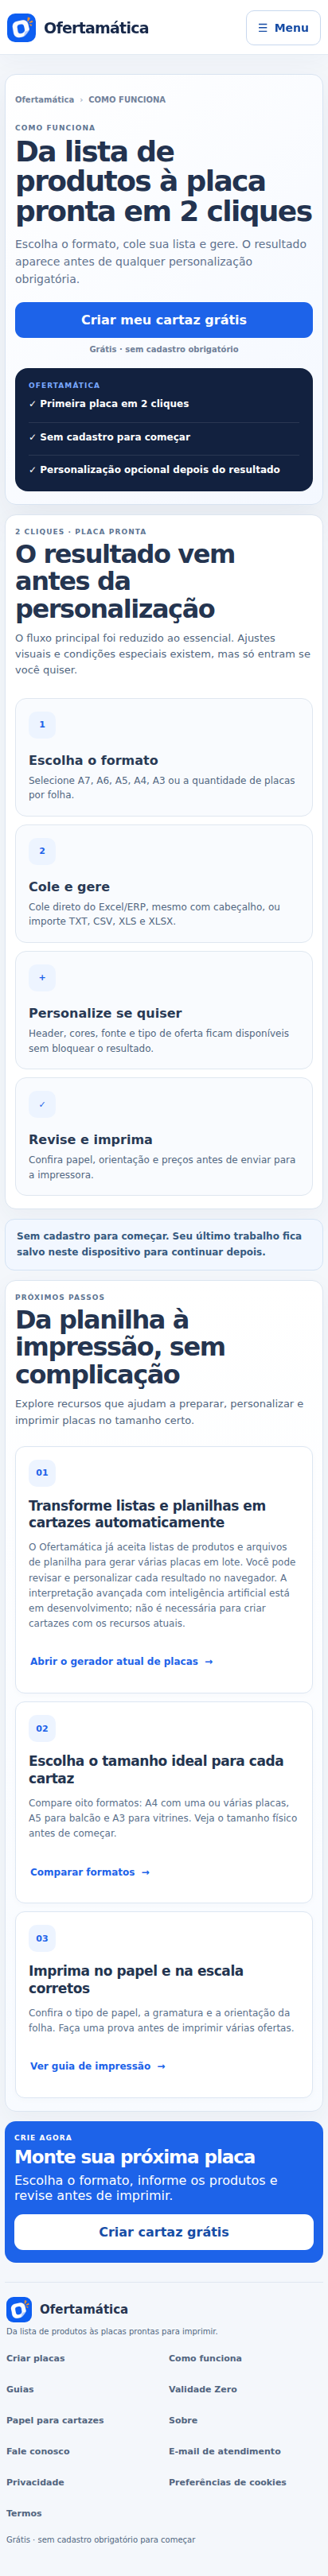 Ofertamática
☰ Menu
Ofertamática › COMO FUNCIONA
COMO FUNCIONA
Da lista de
produtos à placa
pronta em 2 cliques
Escolha o formato, cole sua lista e gere. O resultado
aparece antes de qualquer personalização
obrigatória.
Criar meu cartaz grátis
Grátis · sem cadastro obrigatório
OFERTAMÁTICA
✓ Primeira placa em 2 cliques
✓ Sem cadastro para começar
✓ Personalização opcional depois do resultado
2 CLIQUES · PLACA PRONTA
O resultado vem
antes da
personalização
O fluxo principal foi reduzido ao essencial. Ajustes
visuais e condições especiais existem, mas só entram se
você quiser.
1
Escolha o formato
Selecione A7, A6, A5, A4, A3 ou a quantidade de placas
por folha.
2
Cole e gere
Cole direto do Excel/ERP, mesmo com cabeçalho, ou
importe TXT, CSV, XLS e XLSX.
+
Personalize se quiser
Header, cores, fonte e tipo de oferta ficam disponíveis
sem bloquear o resultado.
✓
Revise e imprima
Confira papel, orientação e preços antes de enviar para
a impressora.
Sem cadastro para começar. Seu último trabalho fica
salvo neste dispositivo para continuar depois.
PRÓXIMOS PASSOS
Da planilha à
impressão, sem
complicação
Explore recursos que ajudam a preparar, personalizar e
imprimir placas no tamanho certo.
01
Transforme listas e planilhas em
cartazes automaticamente
O Ofertamática já aceita listas de produtos e arquivos
de planilha para gerar várias placas em lote. Você pode
revisar e personalizar cada resultado no navegador. A
interpretação avançada com inteligência artificial está
em desenvolvimento; não é necessária para criar
cartazes com os recursos atuais.
Abrir o gerador atual de placas →
02
Escolha o tamanho ideal para cada
cartaz
Compare oito formatos: A4 com uma ou várias placas,
A5 para balcão e A3 para vitrines. Veja o tamanho físico
antes de começar.
Comparar formatos →
03
Imprima no papel e na escala
corretos
Confira o tipo de papel, a gramatura e a orientação da
folha. Faça uma prova antes de imprimir várias ofertas.
Ver guia de impressão →
CRIE AGORA
Monte sua próxima placa
Escolha o formato, informe os produtos e
revise antes de imprimir.
Criar cartaz grátis
Ofertamática
Da lista de produtos às placas prontas para imprimir.
Criar placas
Como funciona
Guias
Validade Zero
Papel para cartazes
Sobre
Fale conosco
E-mail de atendimento
Privacidade
Preferências de cookies
Termos
Grátis · sem cadastro obrigatório para começar